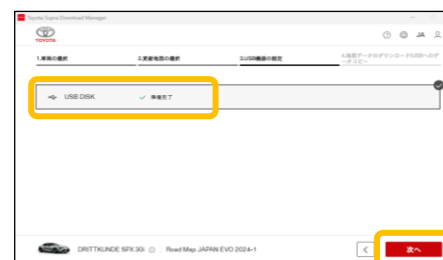 Toyota Supra Download Manager
TOYOTA
JA
1.車両の選択
2.更新地図の選択
3.USB機器の設定
4.地図データのダウンロードとUSBへのデータコピー
USB DISK
準備完了
DRITTKUNDE SPX 30i
Road Map JAPAN EVO 2024-1
次へ